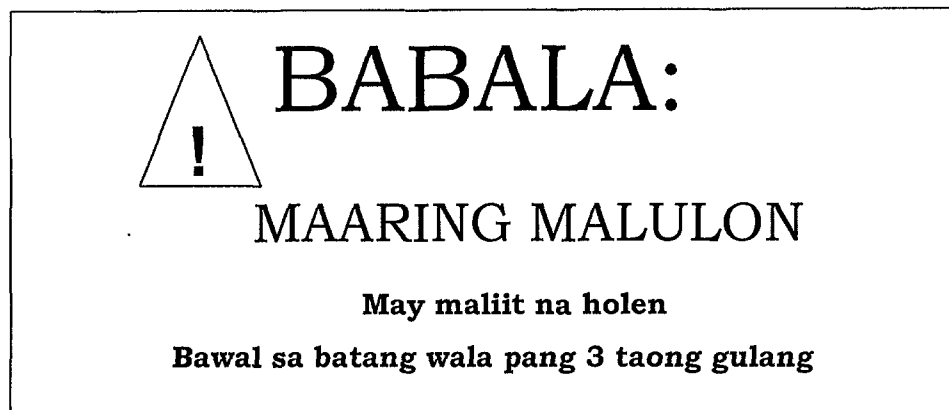 BABALA:
!
MAARING MALULON
May maliit na holen
Bawal sa batang wala pang 3 taong gulang